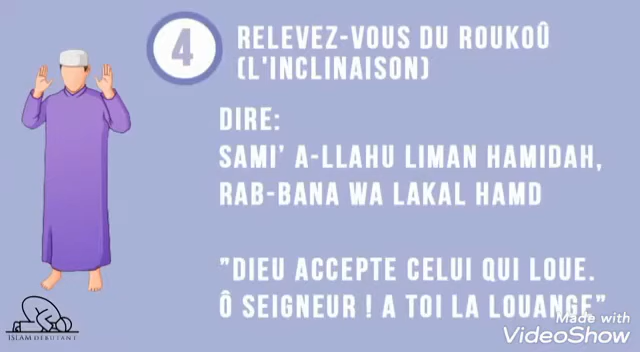 4
RELEVEZ-VOUS DU ROUKOÛ
(L'INCLINAISON)
DIRE:
SAMI' A-LLAHU LIMAN HAMIDAH,
RAB-BANA WA LAKAL HAMD
"DIEU ACCEPTE CELUI QUI LOUE.
Ô SEIGNEUR ! A TOI LA LOUANGE"
ISLAM DEBUTANT
Made with
VideoShow